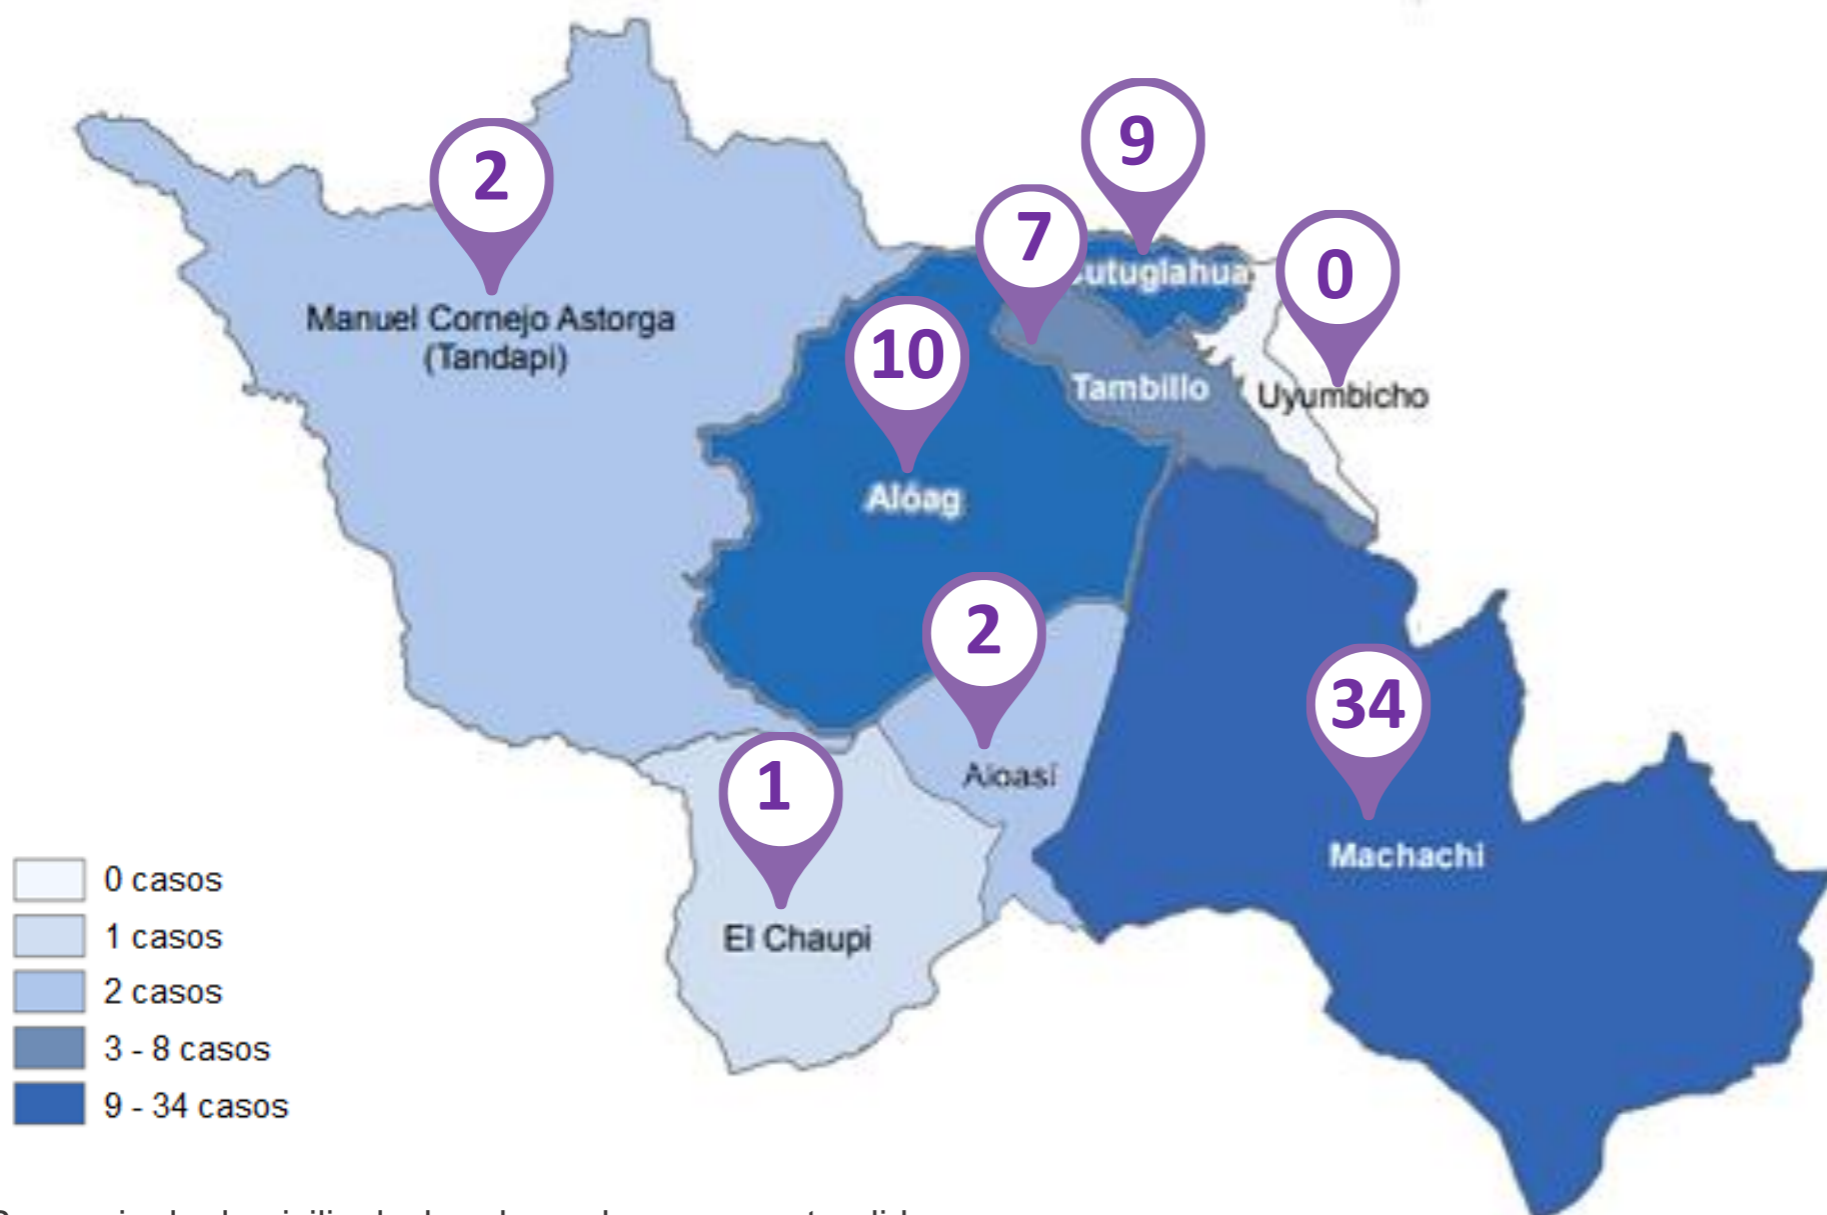 9
2
7
utuglahua
0
Manuel Cornejo Astorga
(Tandapi)
10
Tambillo
Uyumbicho
Alóag
2
34
Aloasí
1
Machachi
El Chaupi
0 casos
1 casos
2 casos
3 - 8 casos
9 - 34 casos